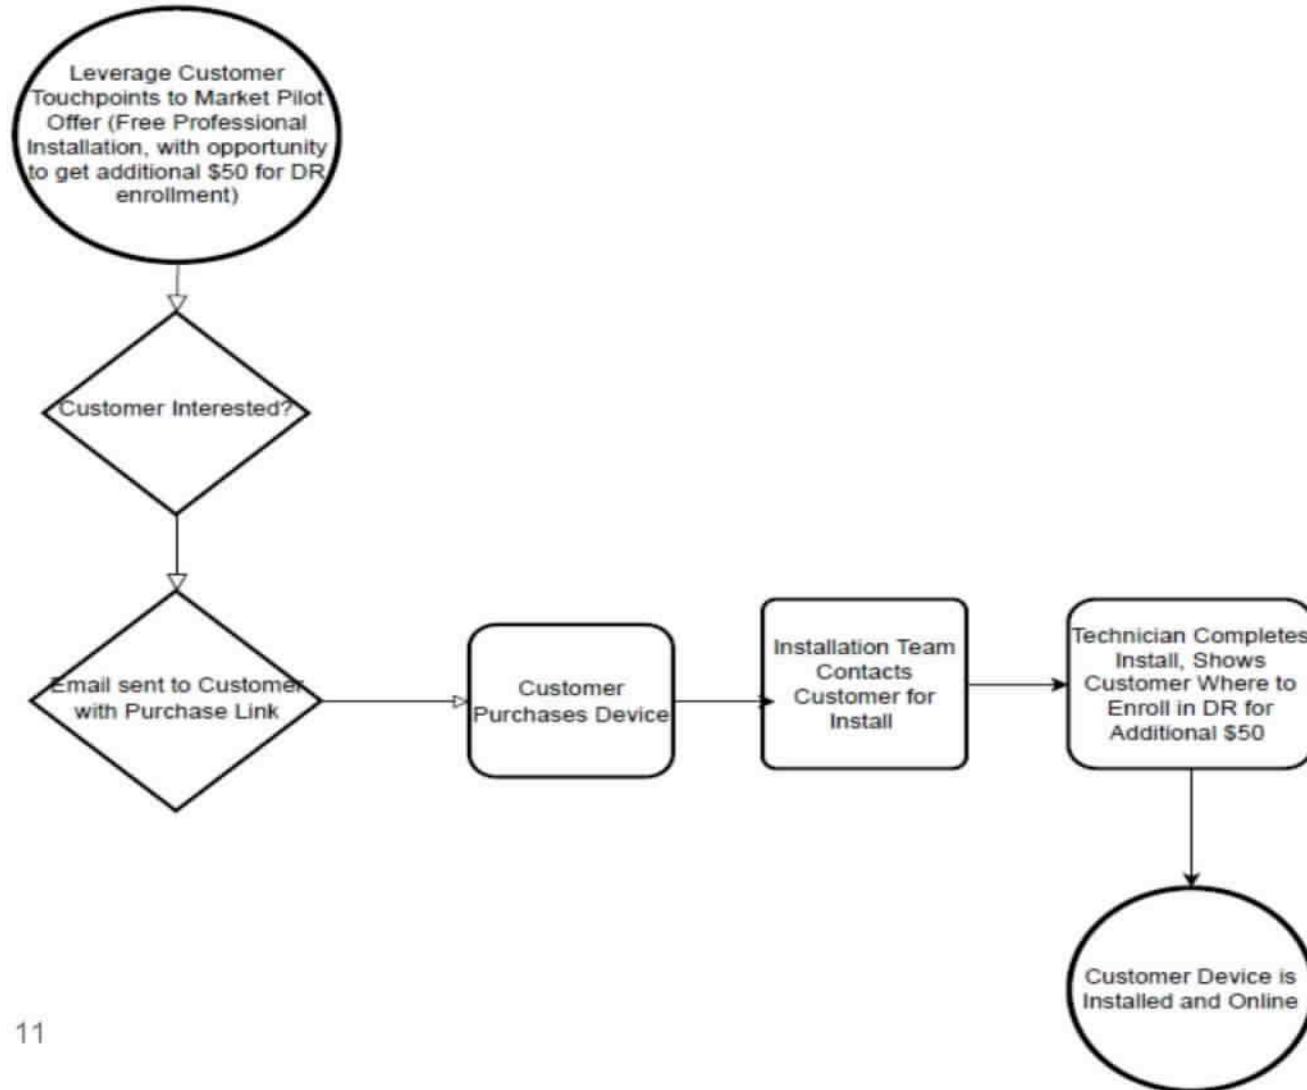 Leverage Customer
Touchpoints to Market Pilot
Offer (Free Professional
Installation, with opportunity
to get additional $50 for DR
enrollment)
Customer Interested?
Email sent to Customer
with Purchase Link
Customer
Purchases Device
Installation Team
Contacts
Customer for
Install
Technician Completes
Install, Shows
Customer Where to
Enroll in DR for
Additional $50
Customer Device is
Installed and Online
11